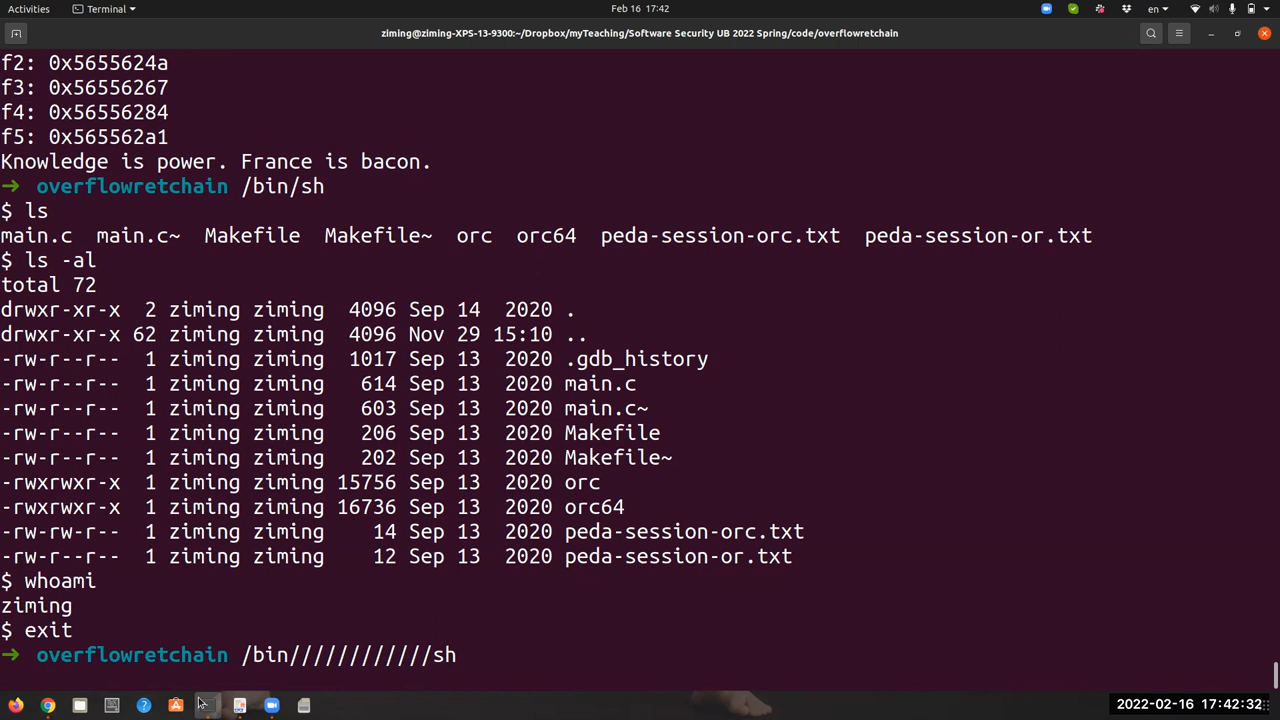 Activities
Terminal
Feb 16 17:42
en
ziming@ziming-XPS-13-9300:~/Dropbox/myTeaching/Software Security UB 2022 Spring/code/overflowretchain
f2: 0x5655624a
f3: 0x56556267
f4: 0x56556284
f5: 0x565562a1
Knowledge is power. France is bacon.
➜ overflowretchain /bin/sh
$ ls
main.c main.c~ Makefile Makefile~ orc orc64 peda-session-orc.txt peda-session-or.txt
$ ls -al
total 72
drwxr-xr-x 2 ziming ziming 4096 Sep 14 2020 .
drwxr-xr-x 62 ziming ziming 4096 Nov 29 15:10 ..
-rw-r--r-- 1 ziming ziming 1017 Sep 13 2020 .gdb_history
-rw-r--r-- 1 ziming ziming 614 Sep 13 2020 main.c
-rw-r--r-- 1 ziming ziming 603 Sep 13 2020 main.c~
-rw-r--r-- 1 ziming ziming 206 Sep 13 2020 Makefile
-rw-r--r-- 1 ziming ziming 202 Sep 13 2020 Makefile~
-rwxrwxr-x 1 ziming ziming 15756 Sep 13 2020 orc
-rwxrwxr-x 1 ziming ziming 16736 Sep 13 2020 orc64
-rw-rw-r-- 1 ziming ziming 14 Sep 13 2020 peda-session-orc.txt
-rw-r--r-- 1 ziming ziming 12 Sep 13 2020 peda-session-or.txt
$ whoami
ziming
$ exit
➜ overflowretchain /bin////////////sh
2022-02-16 17:42:32